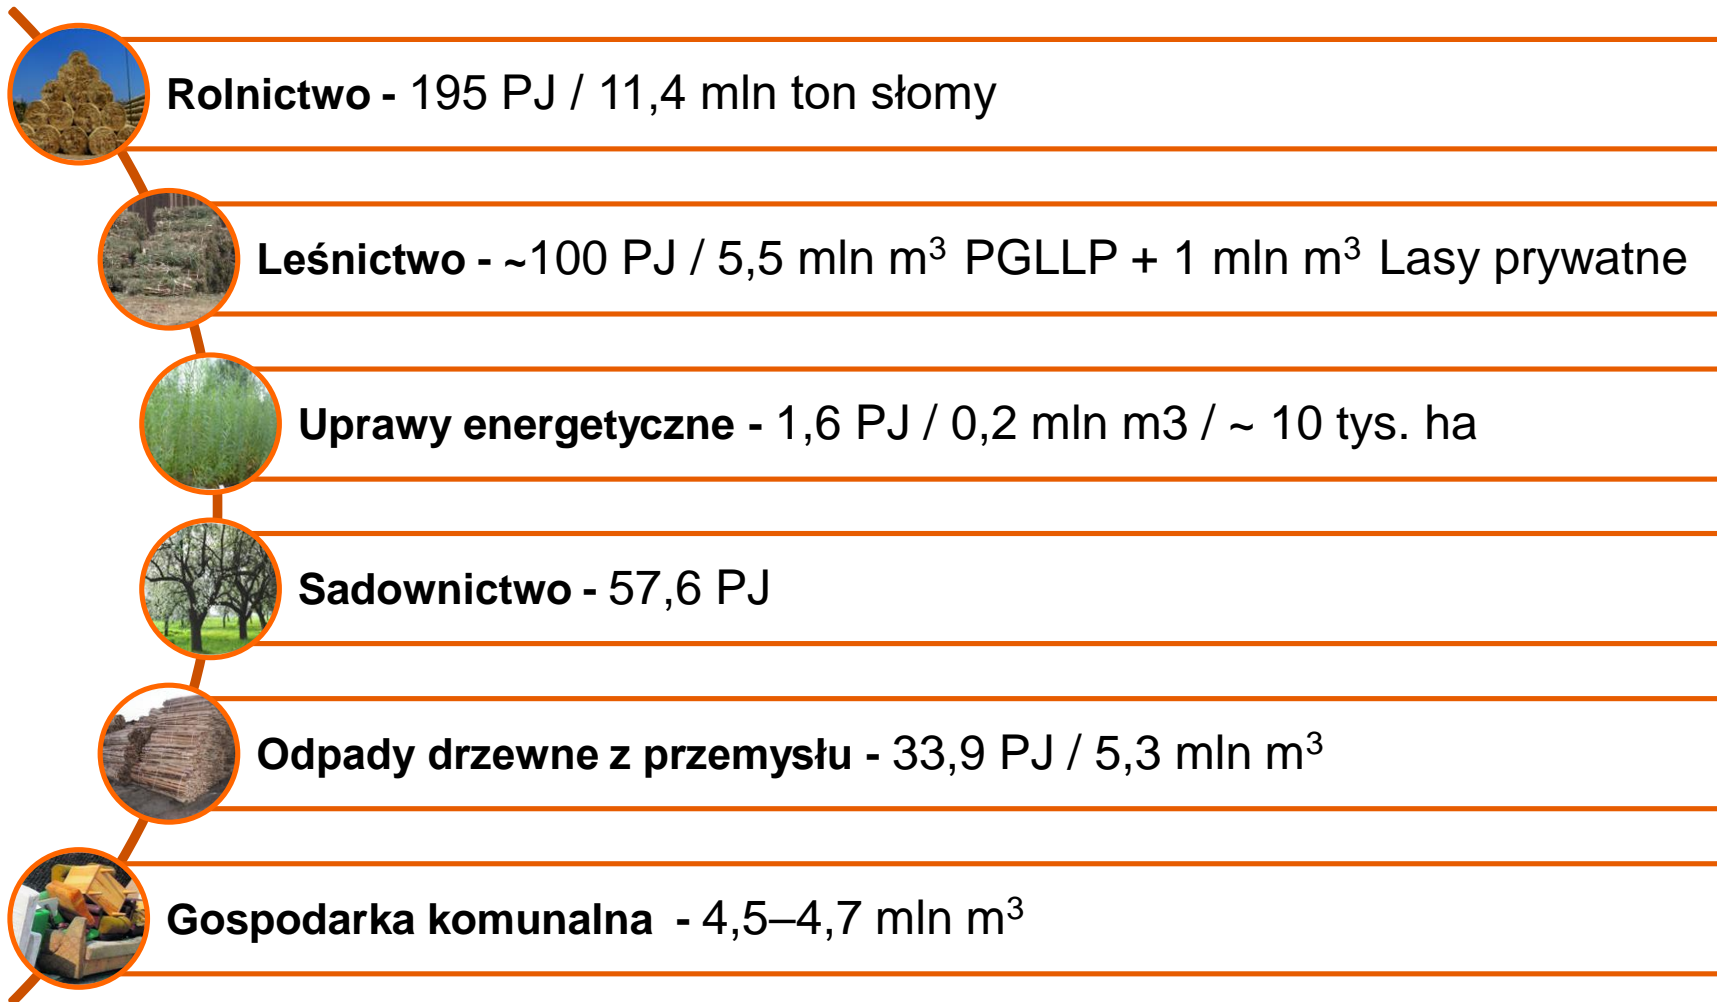 Rolnictwo - 195 PJ / 11,4 mln ton słomy
Leśnictwo - ~100 PJ / 5,5 mln m³ PGLLP + 1 mln m³ Lasy prywatne
Uprawy energetyczne - 1,6 PJ / 0,2 mln m3 / ~ 10 tys. ha
Sadownictwo - 57,6 PJ
Odpady drzewne z przemysłu - 33,9 PJ / 5,3 mln m³
Gospodarka komunalna - 4,5–4,7 mln m³